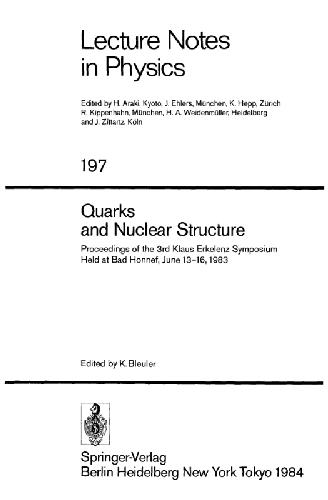 Lecture Notes
in Physics
Edited by H. Araki, Kyoto, J. Ehlers, München, K. Hepp, Zürich
R. Kippenhahn, München, H. A. Weidenmüller, Heidelberg
and J. Zittartz, Köln
197
Quarks
and Nuclear Structure
Proceedings of the 3rd Klaus Erkelenz Symposium
Held at Bad Honnef, June 13–16, 1983
Edited by K. Bleuler
Springer-Verlag
Berlin Heidelberg New York Tokyo 1984